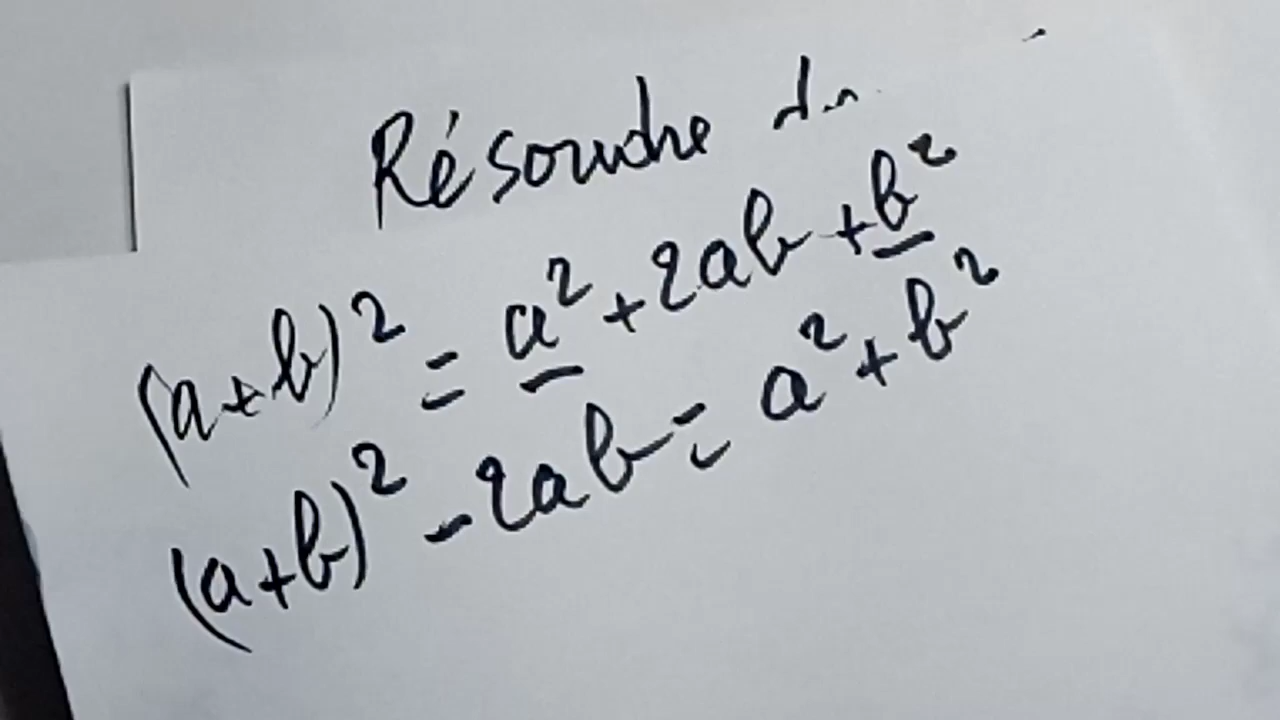 Résoudre
(a+b)² = a² + 2ab + b²
(a+b)² - 2ab = a² + b²